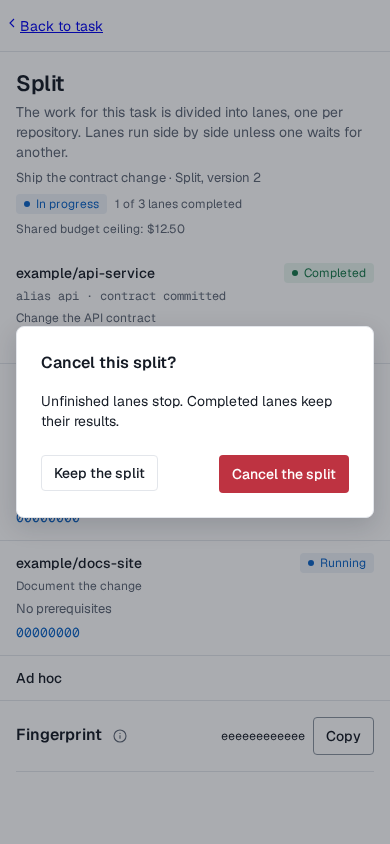 Back to task
Split
The work for this task is divided into lanes, one per
repository. Lanes run side by side unless one waits for
another.
Ship the contract change · Split, version 2
In progress 1 of 3 lanes completed
Shared budget ceiling: $12.50
example/api-service Completed
alias api · contract committed
Change the API contract
Cancel this split?
Unfinished lanes stop. Completed lanes keep
their results.
Keep the split Cancel the split
00000000
example/docs-site Running
Document the change
No prerequisites
00000000
Ad hoc
Fingerprint eeeeeeeeeeee Copy